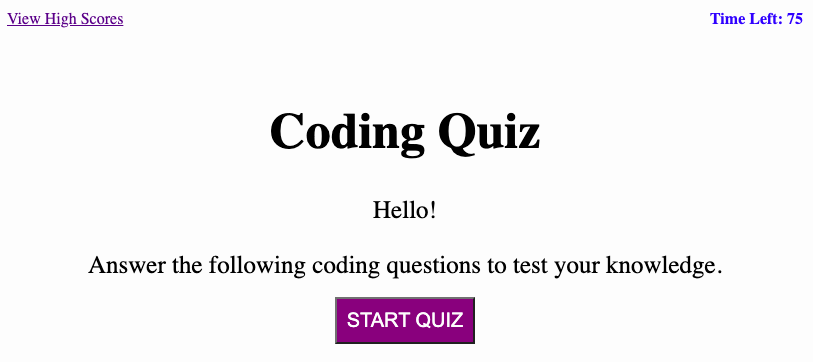 View High Scores
Time Left: 75
Coding Quiz
Hello!
Answer the following coding questions to test your knowledge.
START QUIZ